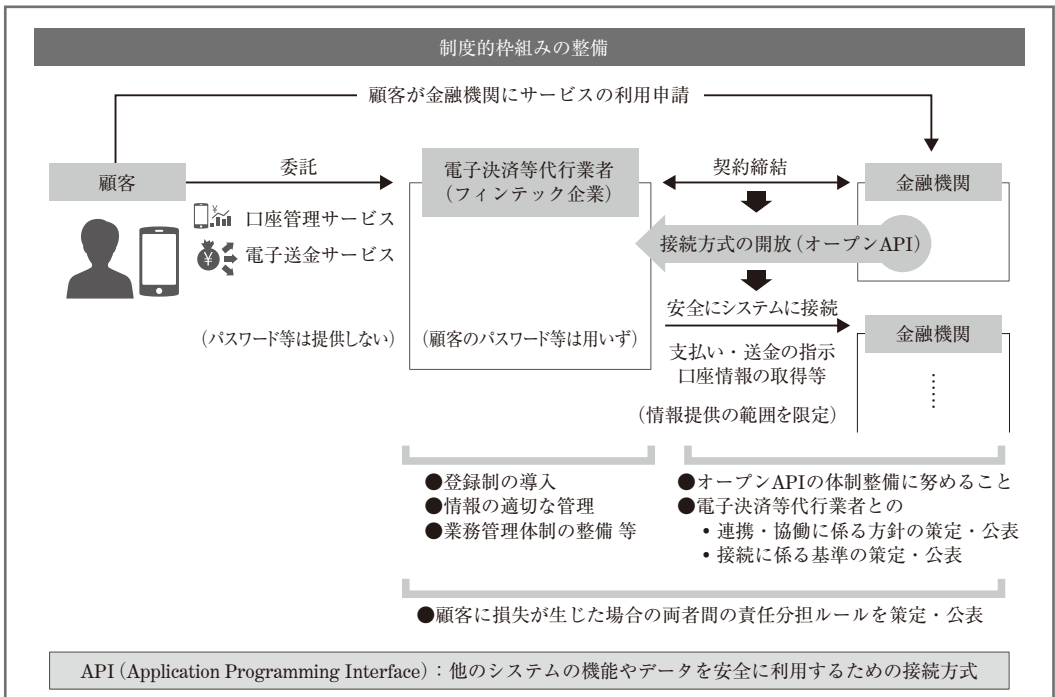 制度的枠組みの整備
顧客が金融機関にサービスの利用申請
顧客
委託
口座管理サービス
電子送金サービス
(パスワード等は提供しない)
電子決済等代行業者
(フィンテック企業)
(顧客のパスワード等は用いず)
契約締結
接続方式の開放(オープンAPI)
安全にシステムに接続
支払い・送金の指示
口座情報の取得等
(情報提供の範囲を限定)
金融機関
金融機関
……
●登録制の導入
●情報の適切な管理
●業務管理体制の整備 等
●オープンAPIの体制整備に努めること
●電子決済等代行業者との
・連携・協働に係る方針の策定・公表
・接続に係る基準の策定・公表
●顧客に損失が生じた場合の両者間の責任分担ルールを策定・公表
API(Application Programming Interface):他のシステムの機能やデータを安全に利用するための接続方式